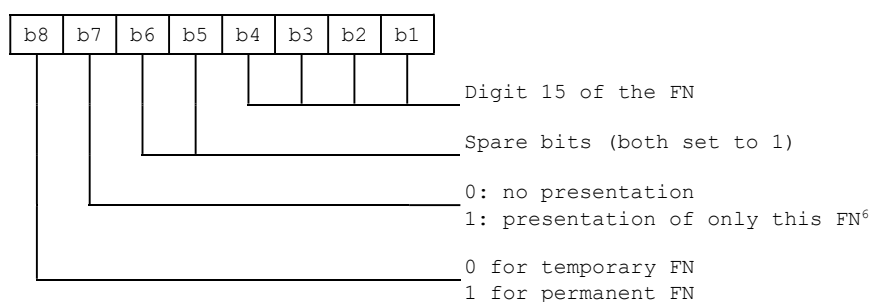 b8 b7 b6 b5 b4 b3 b2 b1
Digit 15 of the FN
Spare bits (both set to 1)
0: no presentation
1: presentation of only this FN⁶
0 for temporary FN
1 for permanent FN